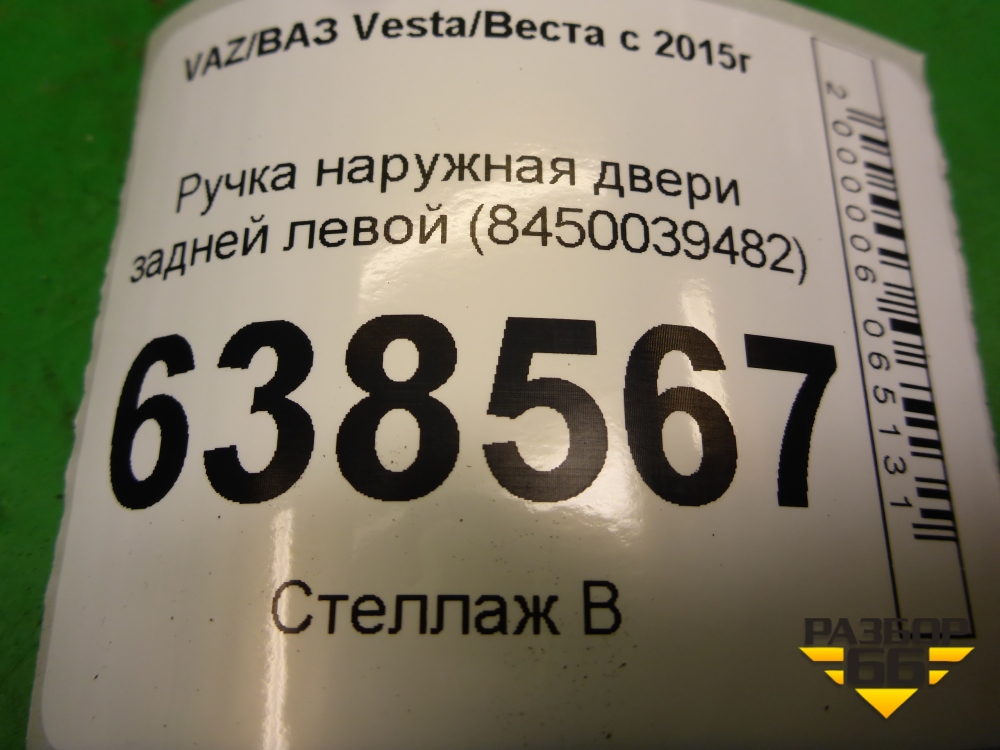 VAZ/ВАЗ Vesta/Веста с 2015г
Ручка наружная двери
задней левой (8450039482)
638567
Стеллаж В
2000006065131
РАЗБОР
66